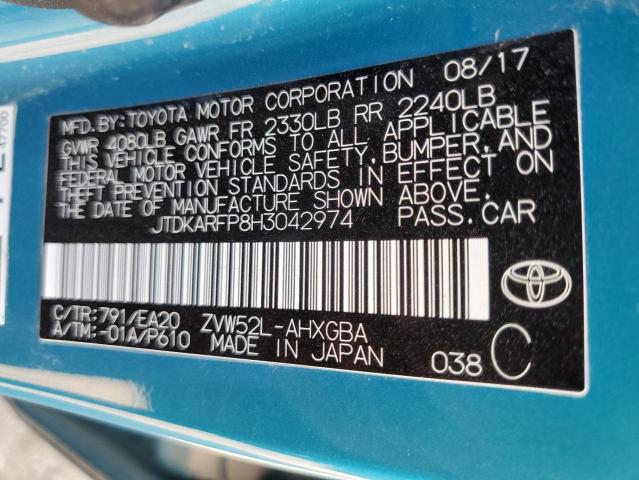 MFD.BY:TOYOTA MOTOR CORPORATION 08/17
GVWR 4080LB GAWR FR 2330LB RR 2240LB
THIS VEHICLE CONFORMS TO ALL APPLICABLE
FEDERAL MOTOR VEHICLE SAFETY,BUMPER,AND
THEFT PREVENTION STANDARDS IN EFFECT ON
THE DATE OF MANUFACTURE SHOWN ABOVE.
JTDKARFP8H3042974 PASS.CAR
C/TR:791/EA20 ZVW52L-AHXGBA
A/TM:-01A/P610 MADE IN JAPAN 038 C